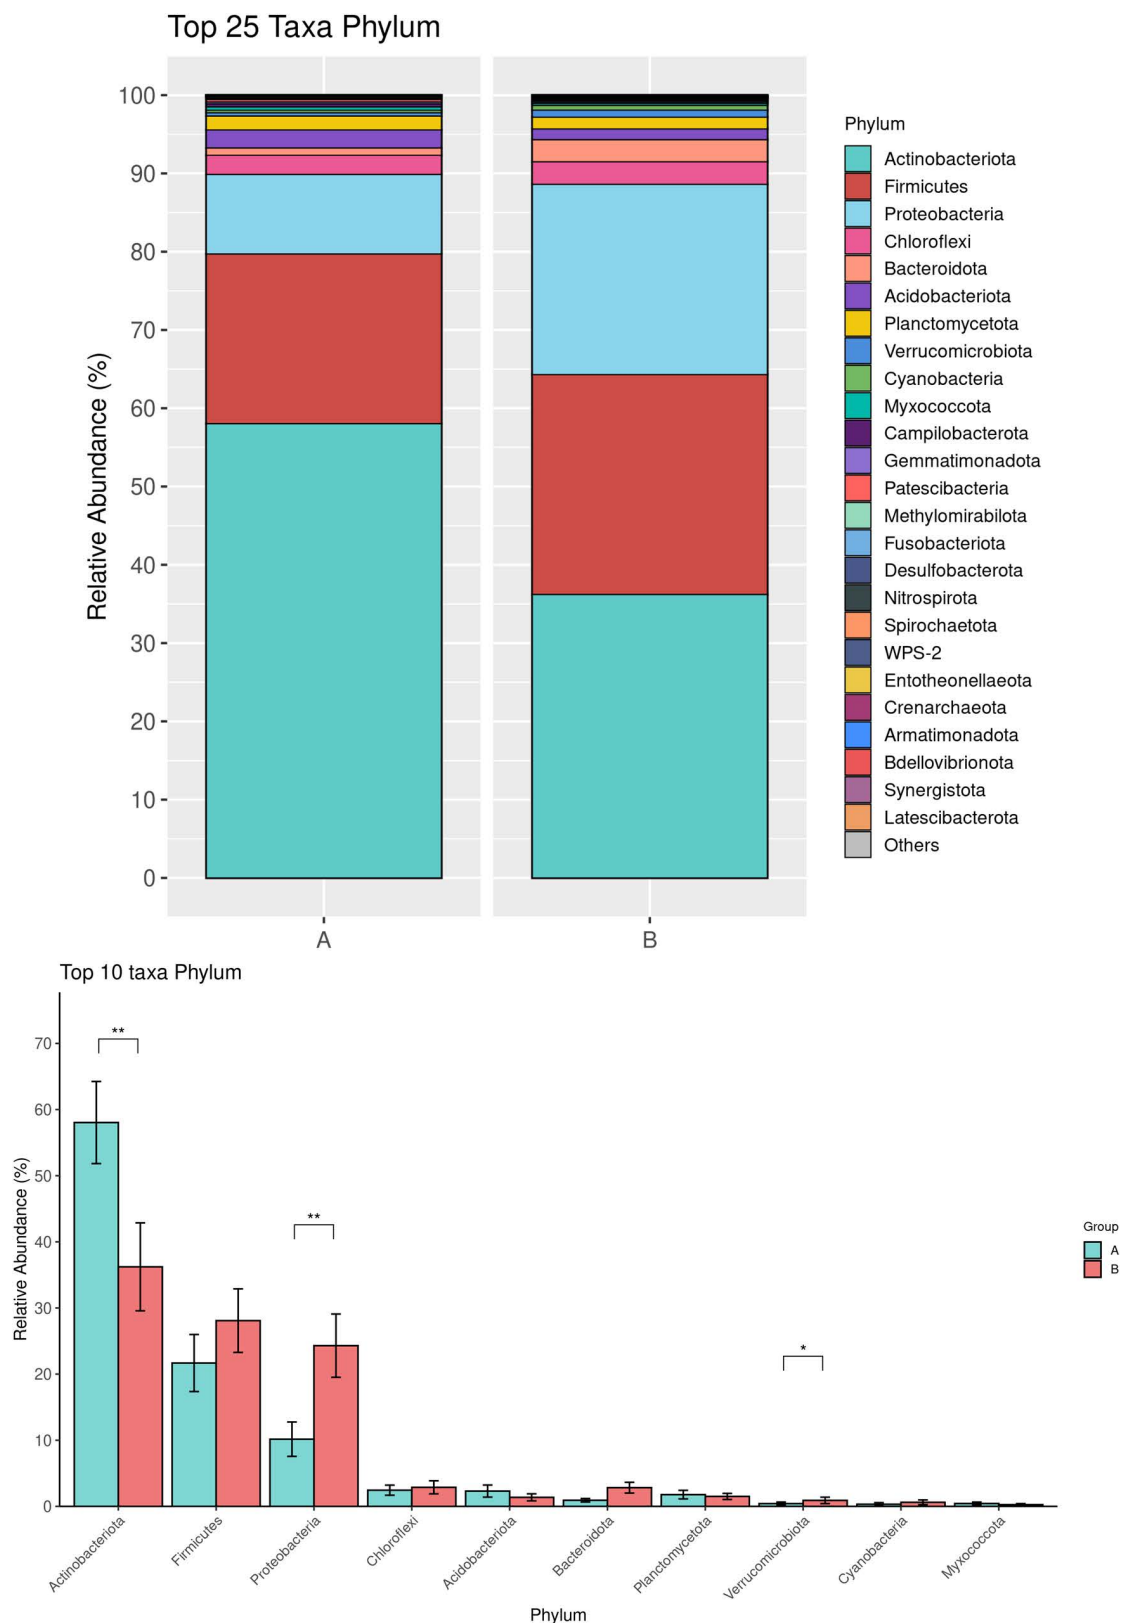 Top 25 Taxa Phylum
Relative Abundance (%)
100
90
80
70
60
50
40
30
20
10
0
A
B
Phylum
Actinobacteriota
Firmicutes
Proteobacteria
Chloroflexi
Bacteroidota
Acidobacteriota
Planctomycetota
Verrucomicrobiota
Cyanobacteria
Myxococcota
Campilobacterota
Gemmatimonadota
Patescibacteria
Methylomirabilota
Fusobacteriota
Desulfobacterota
Nitrospirota
Spirochaetota
WPS-2
Entotheonellaeota
Crenarchaeota
Armatimonadota
Bdellovibrionota
Synergistota
Latescibacterota
Others
Top 10 taxa Phylum
Relative Abundance (%)
70
60
50
40
30
20
10
0
**
**
*
Actinobacteriota
Firmicutes
Proteobacteria
Chloroflexi
Acidobacteriota
Bacteroidota
Planctomycetota
Verrucomicrobiota
Cyanobacteria
Myxococcota
Phylum
Group
A
B